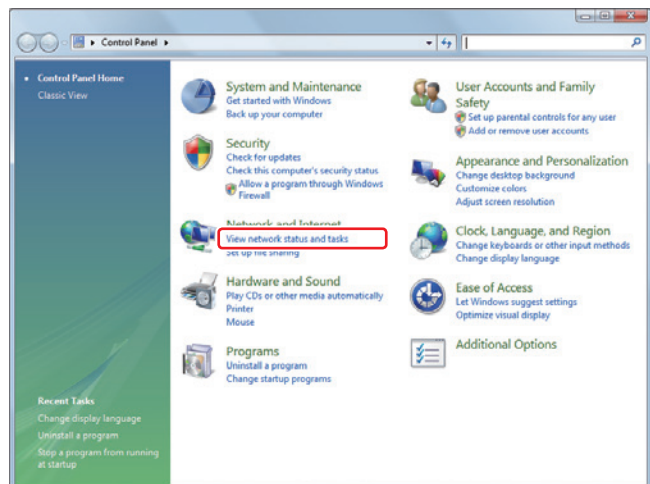 Control Panel
Control Panel Home
Classic View
System and Maintenance
Get started with Windows
Back up your computer
Security
Check for updates
Check this computer's security status
Allow a program through Windows
Firewall
Network and Internet
View network status and tasks
Set up file sharing
Hardware and Sound
Play CDs or other media automatically
Printer
Mouse
Programs
Uninstall a program
Change startup programs
User Accounts and Family
Safety
Set up parental controls for any user
Add or remove user accounts
Appearance and Personalization
Change desktop background
Customize colors
Adjust screen resolution
Clock, Language, and Region
Change keyboards or other input methods
Change display language
Ease of Access
Let Windows suggest settings
Optimize visual display
Additional Options
Recent Tasks
Change display language
Uninstall a program
Stop a program from running
at startup